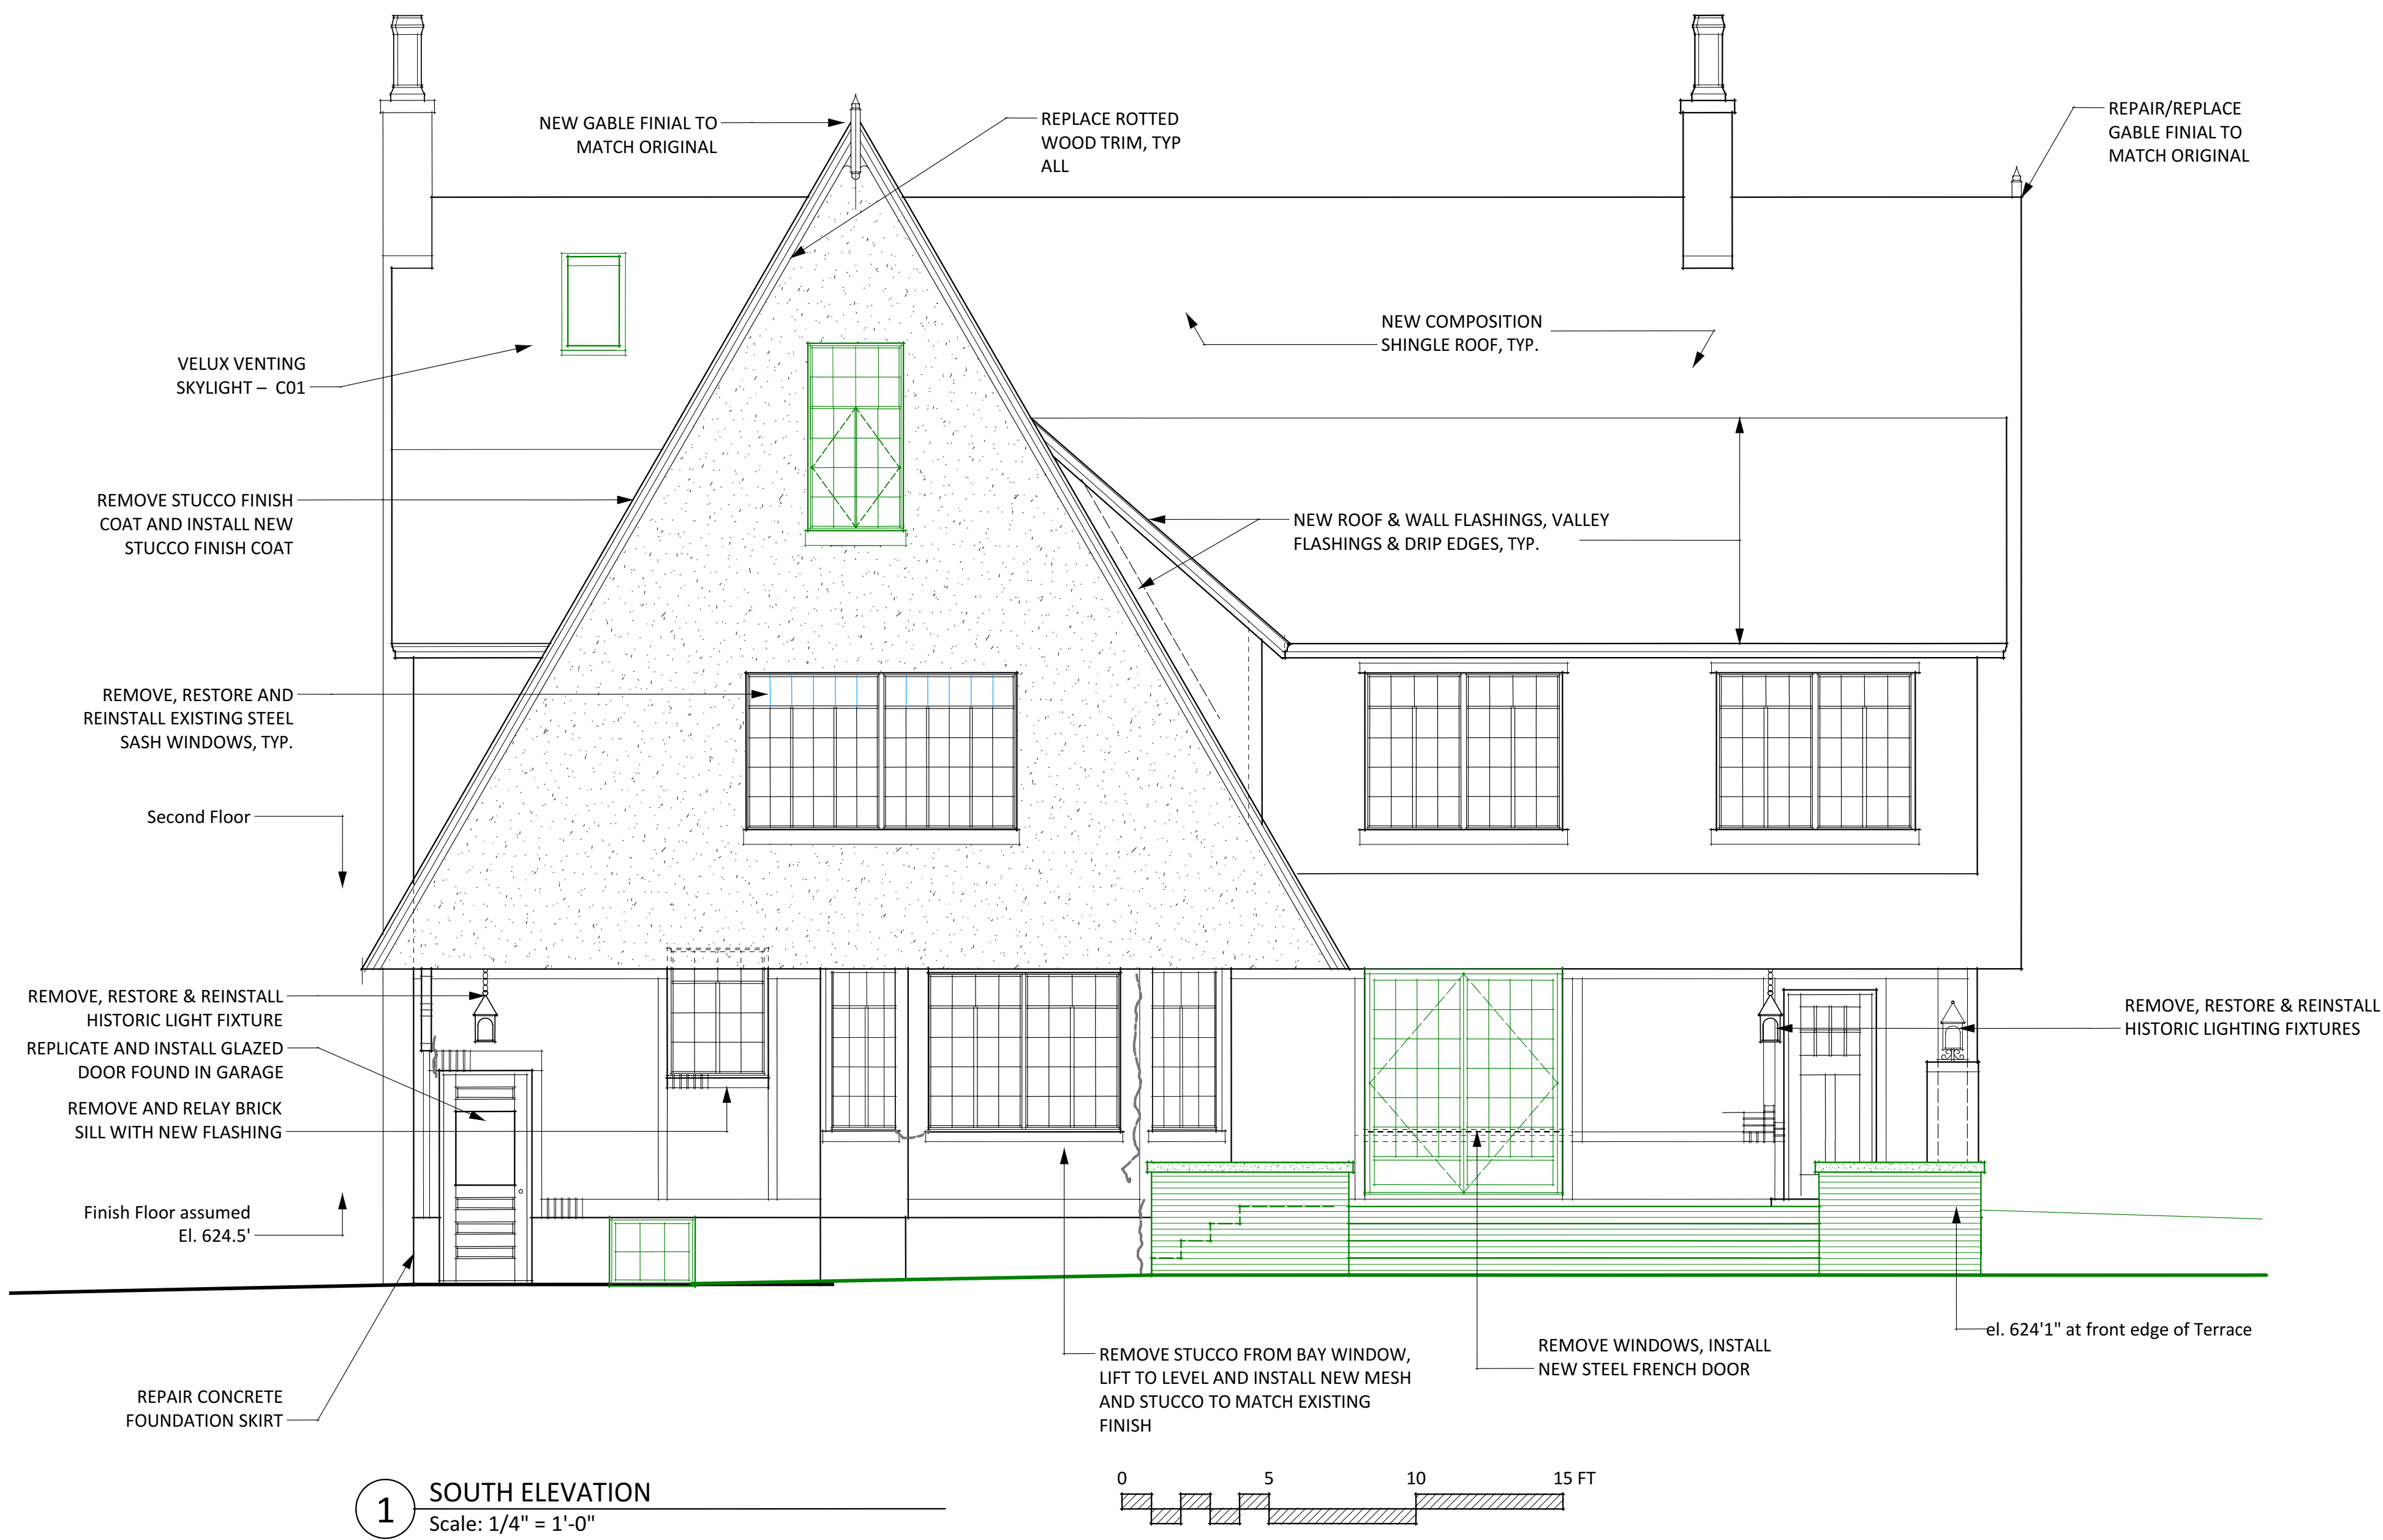 NEW GABLE FINIAL TO
MATCH ORIGINAL
REPLACE ROTTED
WOOD TRIM, TYP
ALL
REPAIR/REPLACE
GABLE FINIAL TO
MATCH ORIGINAL
VELUX VENTING
SKYLIGHT – C01
NEW COMPOSITION
SHINGLE ROOF, TYP.
REMOVE STUCCO FINISH
COAT AND INSTALL NEW
STUCCO FINISH COAT
NEW ROOF & WALL FLASHINGS, VALLEY
FLASHINGS & DRIP EDGES, TYP.
REMOVE, RESTORE AND
REINSTALL EXISTING STEEL
SASH WINDOWS, TYP.
Second Floor
REMOVE, RESTORE & REINSTALL
HISTORIC LIGHT FIXTURE
REPLICATE AND INSTALL GLAZED
DOOR FOUND IN GARAGE
REMOVE AND RELAY BRICK
SILL WITH NEW FLASHING
REMOVE, RESTORE & REINSTALL
HISTORIC LIGHTING FIXTURES
Finish Floor assumed
El. 624.5'
el. 624'1" at front edge of Terrace
REPAIR CONCRETE
FOUNDATION SKIRT
REMOVE STUCCO FROM BAY WINDOW,
LIFT TO LEVEL AND INSTALL NEW MESH
AND STUCCO TO MATCH EXISTING
FINISH
REMOVE WINDOWS, INSTALL
NEW STEEL FRENCH DOOR
1
SOUTH ELEVATION
Scale: 1/4" = 1'-0"
0 5 10 15 FT